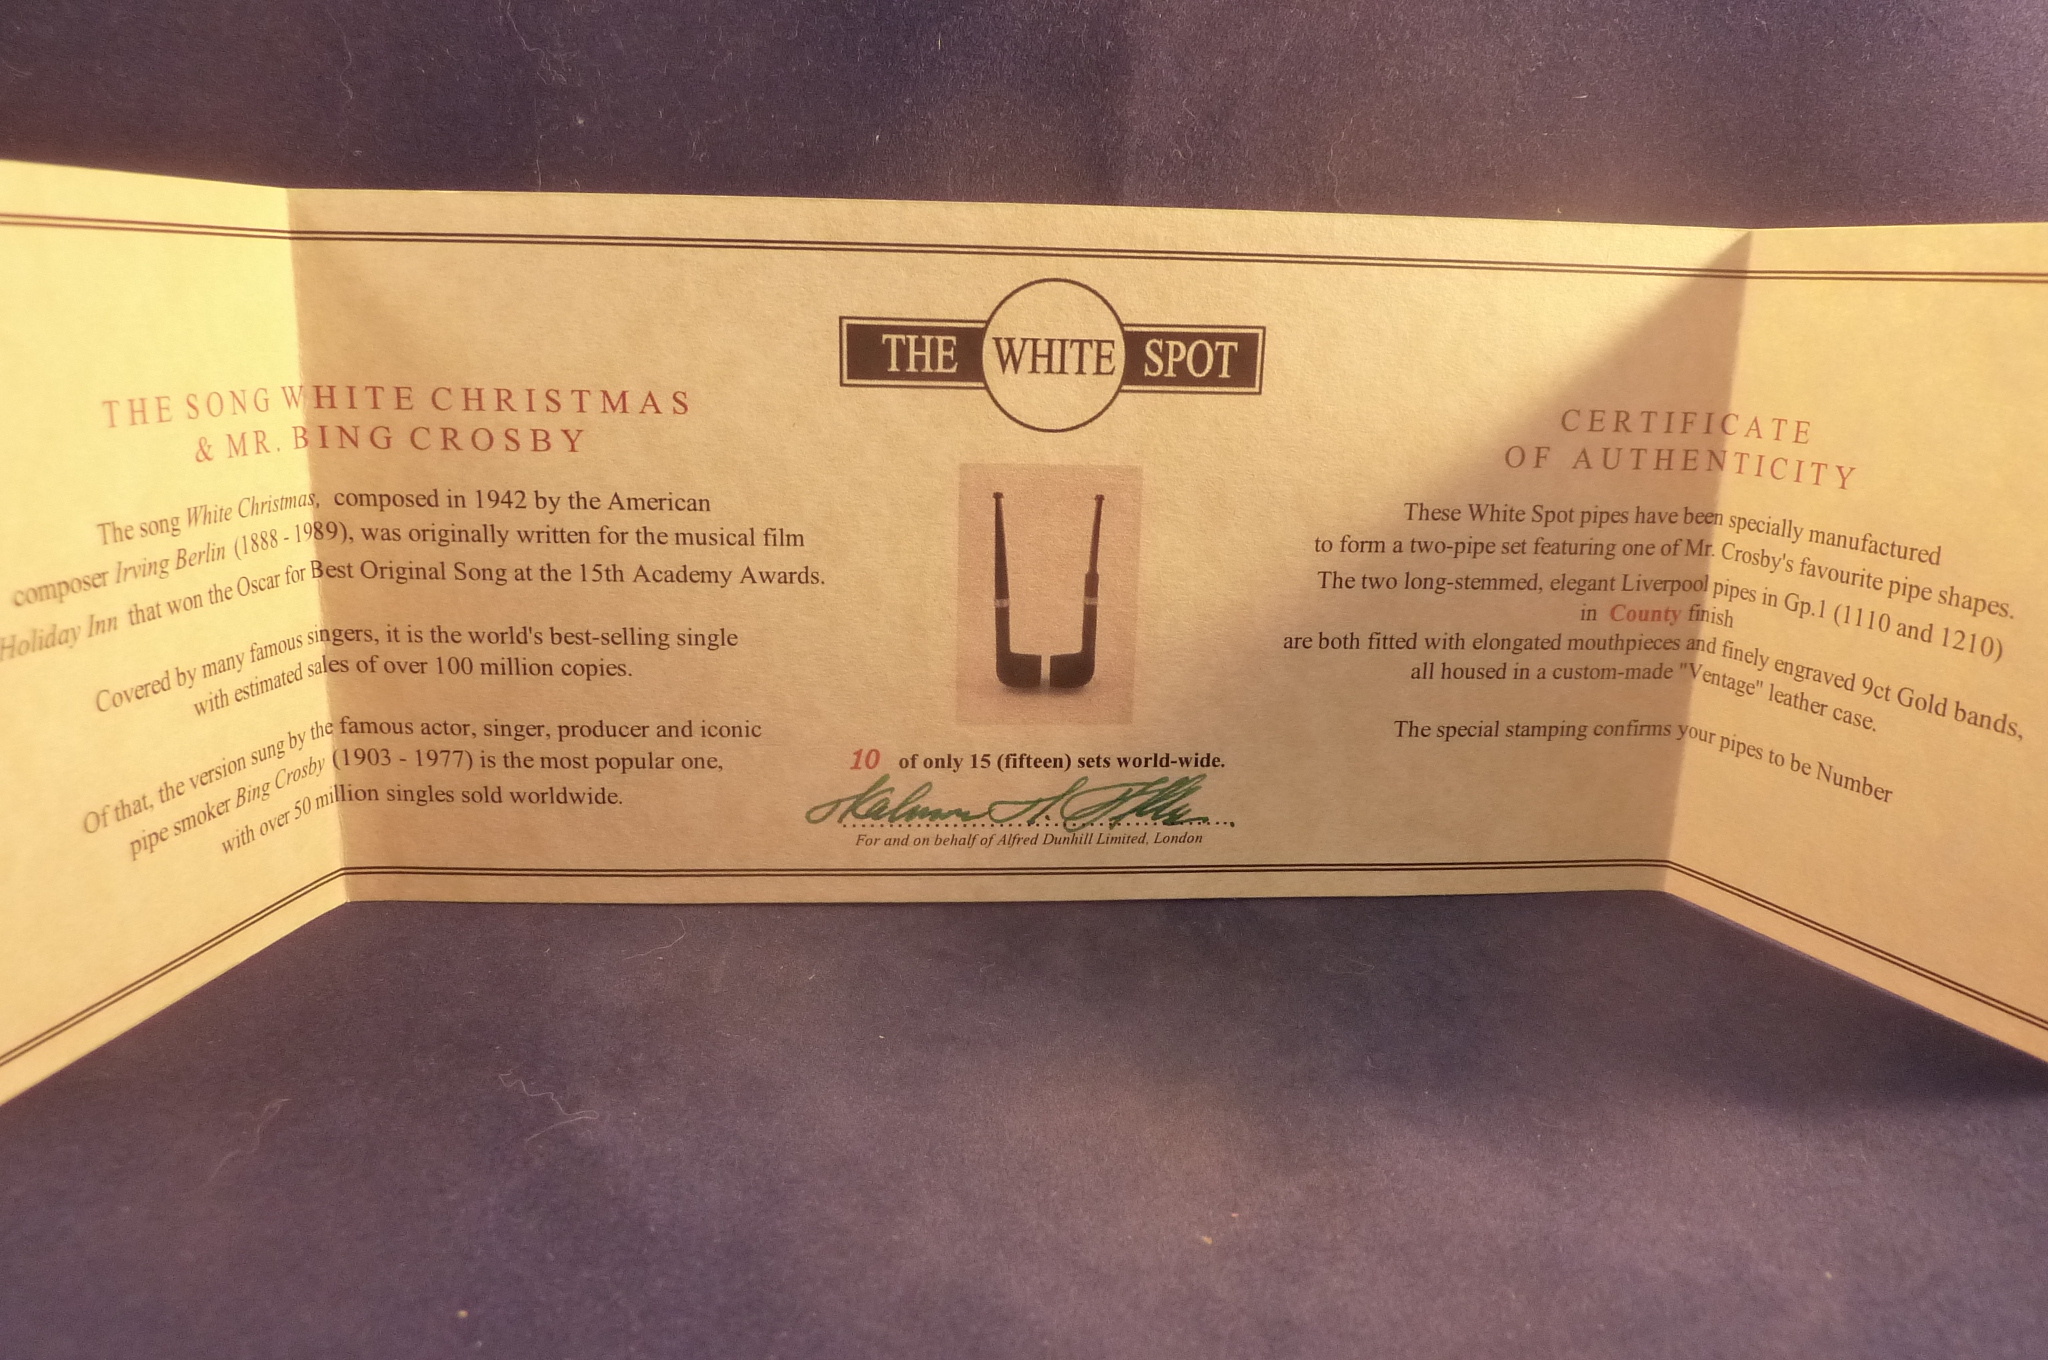 THE WHITE SPOT
THE SONG WHITE CHRISTMAS
& MR. BING CROSBY
The song White Christmas, composed in 1942 by the American
composer Irving Berlin (1888 - 1989), was originally written for the musical film
Holiday Inn that won the Oscar for Best Original Song at the 15th Academy Awards.
Covered by many famous singers, it is the world's best-selling single
with estimated sales of over 100 million copies.
Of that, the version sung by the famous actor, singer, producer and iconic
pipe smoker Bing Crosby (1903 - 1977) is the most popular one,
with over 50 million singles sold worldwide.
10 of only 15 (fifteen) sets world-wide.
For and on behalf of Alfred Dunhill Limited, London
CERTIFICATE
OF AUTHENTICITY
These White Spot pipes have been specially manufactured
to form a two-pipe set featuring one of Mr. Crosby's favourite pipe shapes.
The two long-stemmed, elegant Liverpool pipes in Gp.1 (1110 and 1210)
in County finish
are both fitted with elongated mouthpieces and finely engraved 9ct Gold bands,
all housed in a custom-made "Ventage" leather case.
The special stamping confirms your pipes to be Number